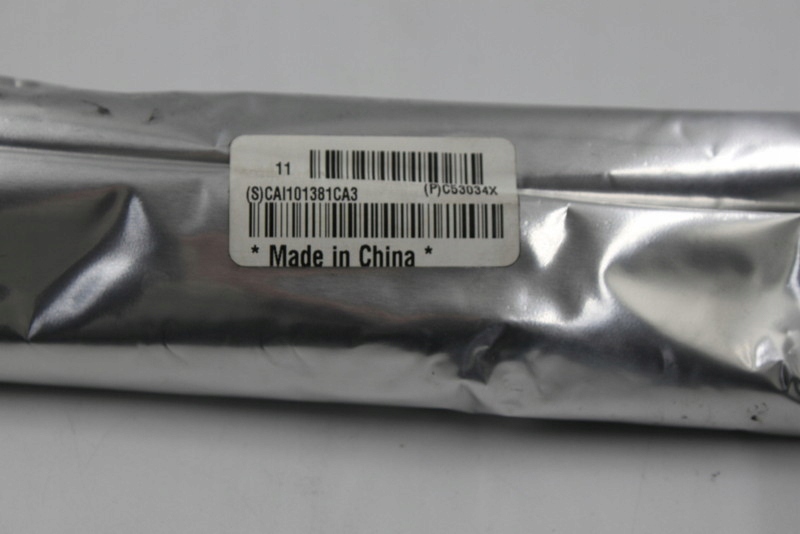 11
(P)C53034X
(S)CAI101381CA3
* Made in China *